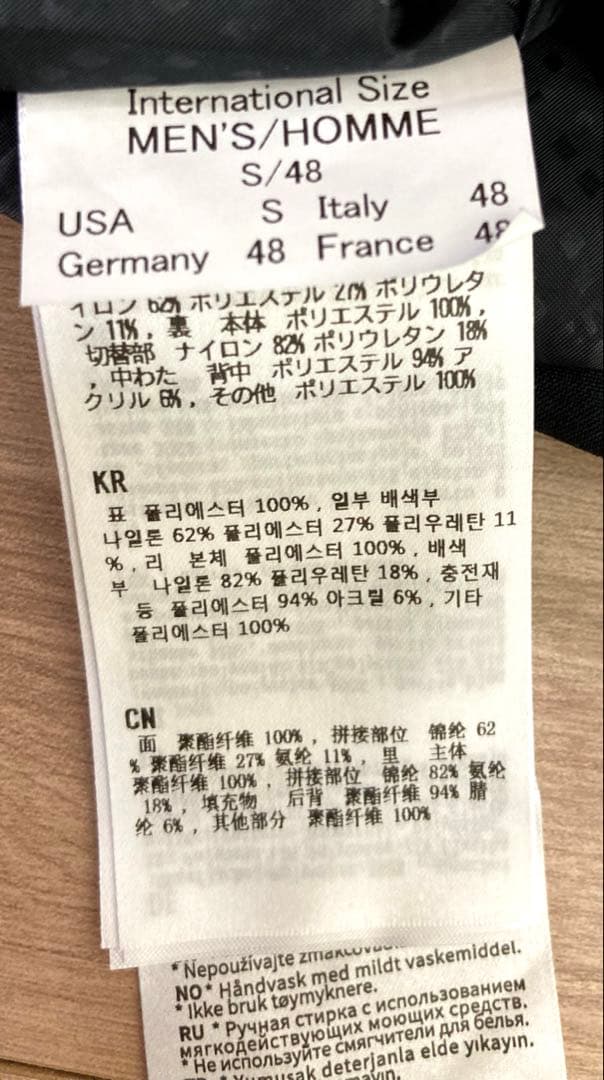 International Size
MEN'S/HOMME
S/48
USA S Italy 48
Germany 48 France 48
イロン 62% ポリエステル 27% ポリウレタ
ン 11%, 裏 本体 ポリエステル 100%,
切替部 ナイロン 82% ポリウレタン 18%
, 中わた 背中 ポリエステル 94% ア
クリル 6%, その他 ポリエステル 100%
KR
표 폴리에스터 100% , 일부 배색부
나일론 62% 폴리에스터 27% 폴리우레탄 11
% , 리 본체 폴리에스터 100% , 배색
부 나일론 82% 폴리우레탄 18% , 충전재
등 폴리에스터 94% 아크릴 6% , 기타
폴리에스터 100%
CN
面 聚酯纤维 100% , 拼接部位 锦纶 62
% 聚酯纤维 27% 氨纶 11% , 里 主体
聚酯纤维 100% , 拼接部位 锦纶 82% 氨纶
18% , 填充物 后背 聚酯纤维 94% 腈
纶 6% , 其他部分 聚酯纤维 100%
* Nepoužívajte
NO * Håndvask med mildt vaskemiddel.
* Ikke bruk tøymyknere.
RU * Ручная стирка с использованием
мягкодействующих моющих средств.
* Не используйте смягчители для белья.
* Yumuşak deterjanla elde yıkayın.